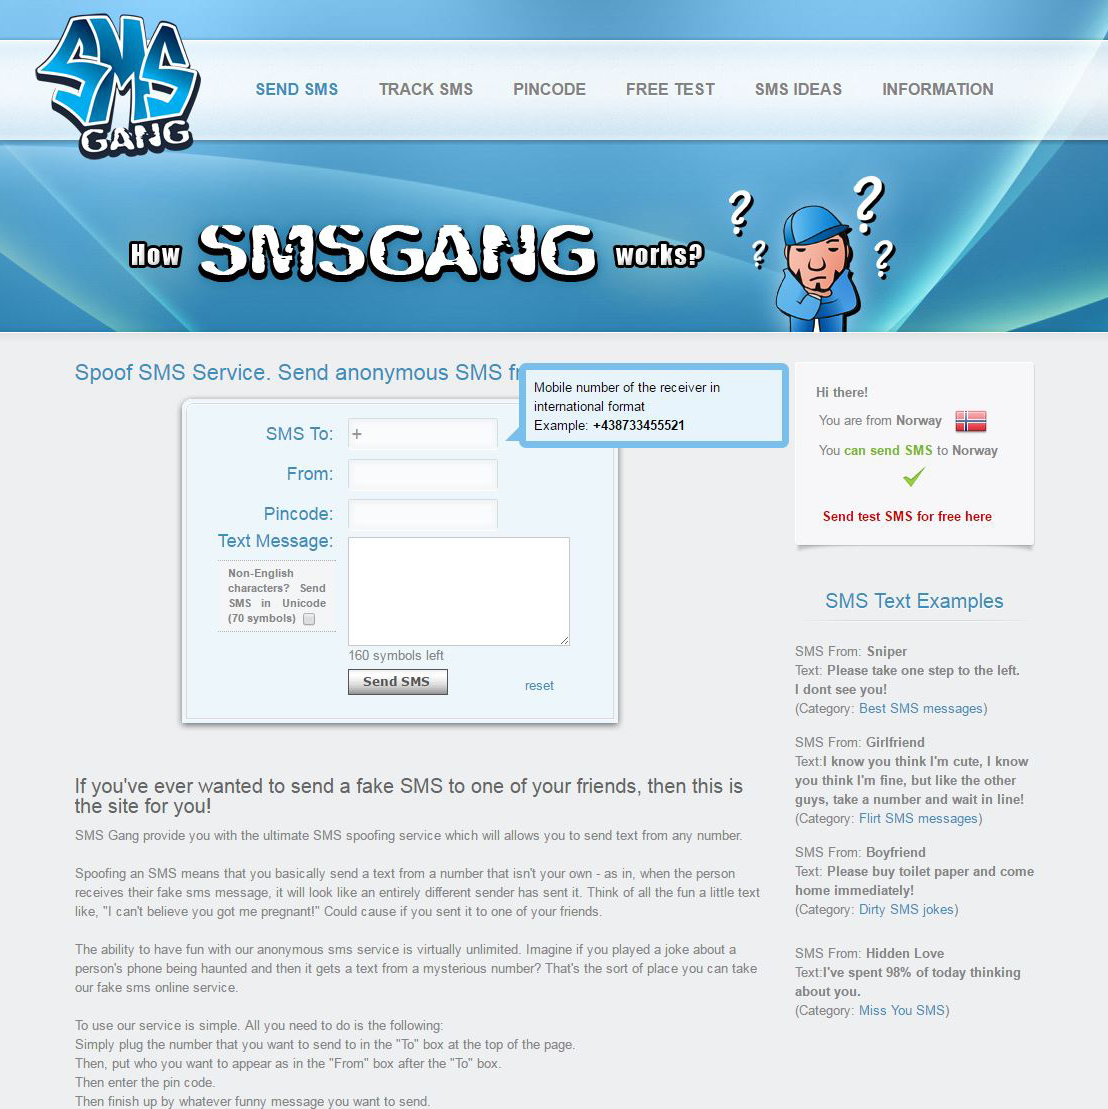 SMS
GANG
SEND SMS
TRACK SMS
PINCODE
FREE TEST
SMS IDEAS
INFORMATION
How SMSGANG works?
? ? ? ?
Spoof SMS Service. Send anonymous SMS fr
Mobile number of the receiver in
international format
Example: +438733455521
SMS To: +
From:
Pincode:
Text Message:
Non-English
characters? Send
SMS in Unicode
(70 symbols)
160 symbols left
Send SMS
reset
Hi there!
You are from Norway
You can send SMS to Norway
Send test SMS for free here
SMS Text Examples
SMS From: Sniper
Text: Please take one step to the left.
I dont see you!
(Category: Best SMS messages)
SMS From: Girlfriend
Text:I know you think I'm cute, I know
you think I'm fine, but like the other
guys, take a number and wait in line!
(Category: Flirt SMS messages)
SMS From: Boyfriend
Text: Please buy toilet paper and come
home immediately!
(Category: Dirty SMS jokes)
SMS From: Hidden Love
Text:I've spent 98% of today thinking
about you.
(Category: Miss You SMS)
If you've ever wanted to send a fake SMS to one of your friends, then this is
the site for you!
SMS Gang provide you with the ultimate SMS spoofing service which will allows you to send text from any number.
Spoofing an SMS means that you basically send a text from a number that isn't your own - as in, when the person
receives their fake sms message, it will look like an entirely different sender has sent it. Think of all the fun a little text
like, "I can't believe you got me pregnant!" Could cause if you sent it to one of your friends.
The ability to have fun with our anonymous sms service is virtually unlimited. Imagine if you played a joke about a
person's phone being haunted and then it gets a text from a mysterious number? That's the sort of place you can take
our fake sms online service.
To use our service is simple. All you need to do is the following:
Simply plug the number that you want to send to in the "To" box at the top of the page.
Then, put who you want to appear as in the "From" box after the "To" box.
Then enter the pin code.
Then finish up by whatever funny message you want to send.